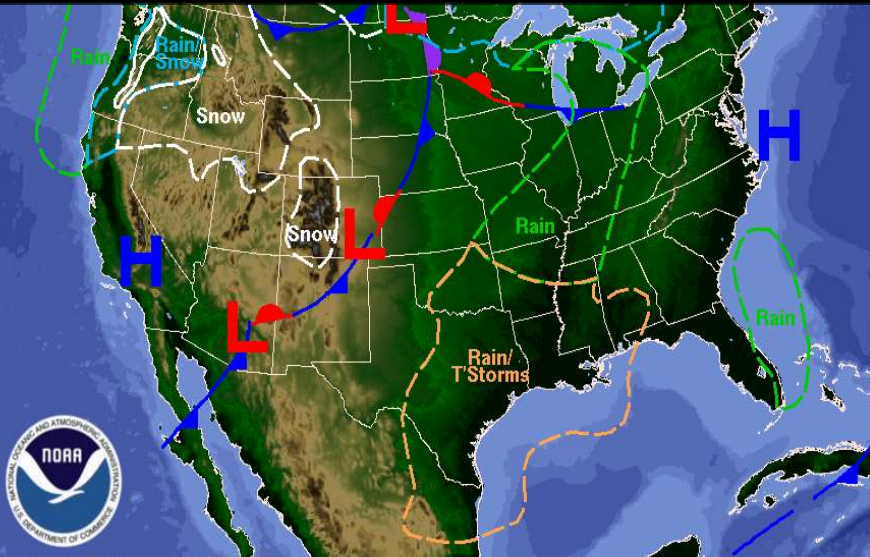 L
Rain
Rain/
Snow
Snow
H
Snow
L
Rain
H
L
Rain
Rain/
T'Storms
NATIONAL OCEANIC AND ATMOSPHERIC ADMINISTRATION
NOAA
U.S. DEPARTMENT OF COMMERCE